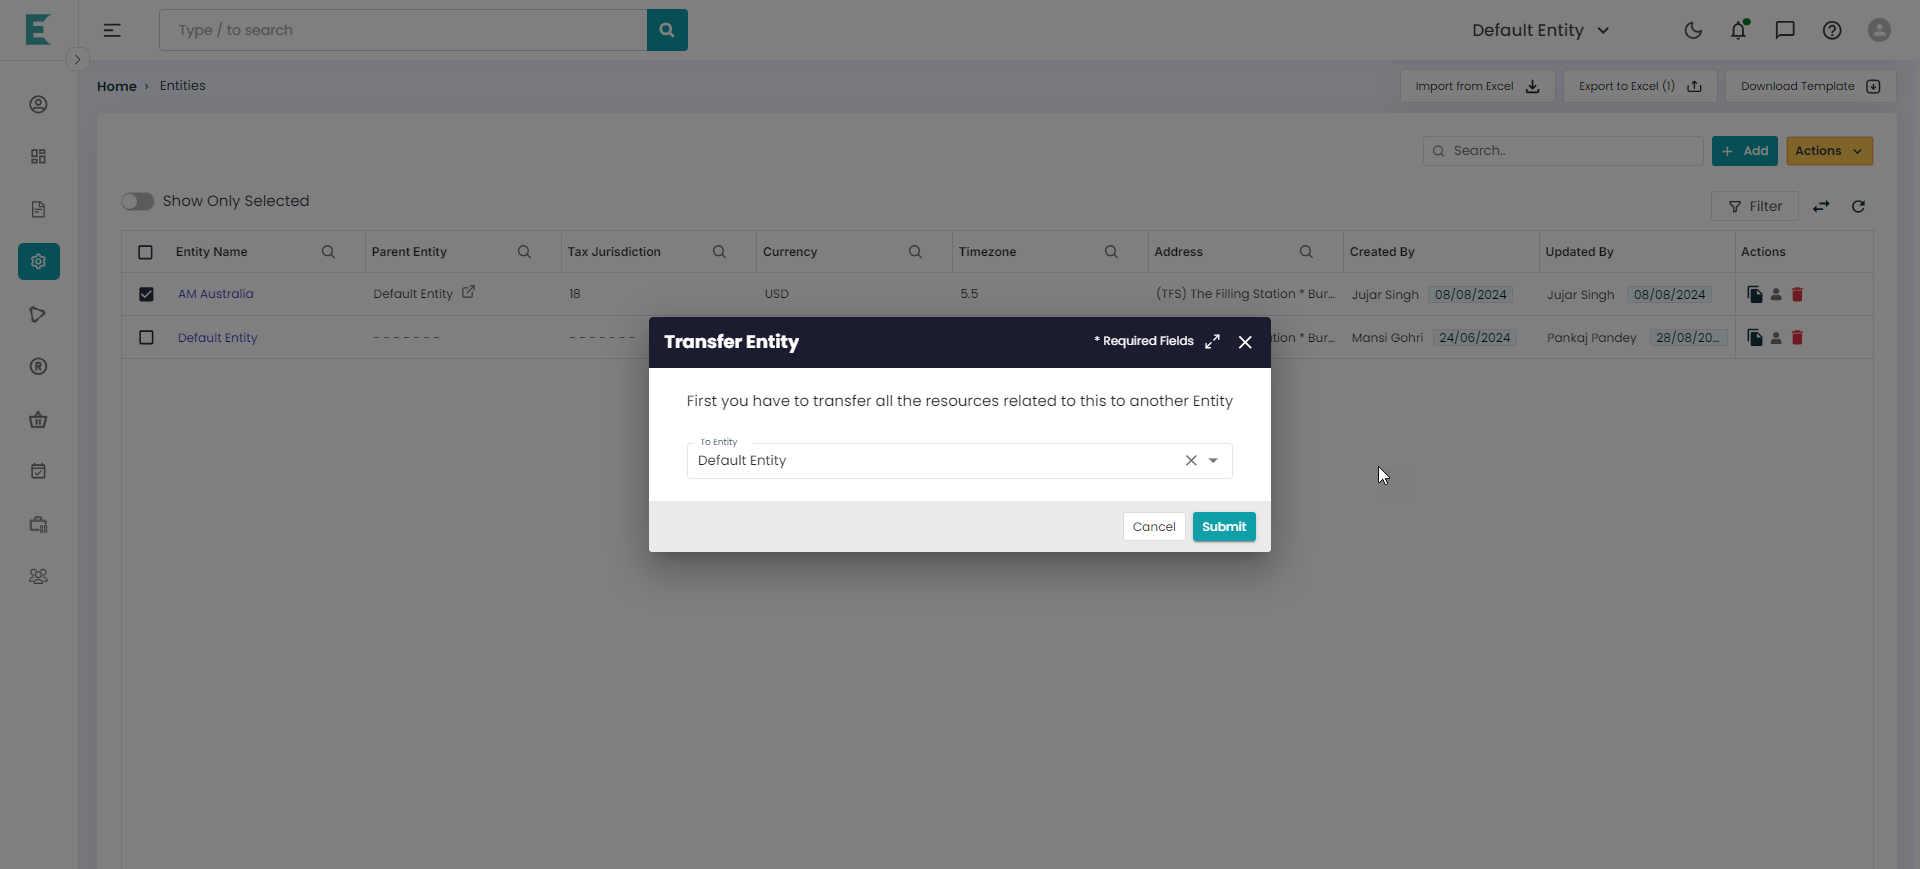 Type / to search
Default Entity
Home › Entities
Import from Excel
Export to Excel (1)
Download Template
Search..
+ Add
Actions
Show Only Selected
Filter
Entity Name Parent Entity Tax Jurisdiction Currency Timezone Address Created By Updated By Actions
AM Australia Default Entity 18 USD 5.5 (TFS) The Filling Station * Bur... Jujar Singh 08/08/2024 Jujar Singh 08/08/2024
Default Entity - - - - - - - - - - - - - - tion * Bur... Mansi Gohri 24/06/2024 Pankaj Pandey 28/08/20...
Transfer Entity
* Required Fields
First you have to transfer all the resources related to this to another Entity
To Entity
Default Entity
Cancel
Submit